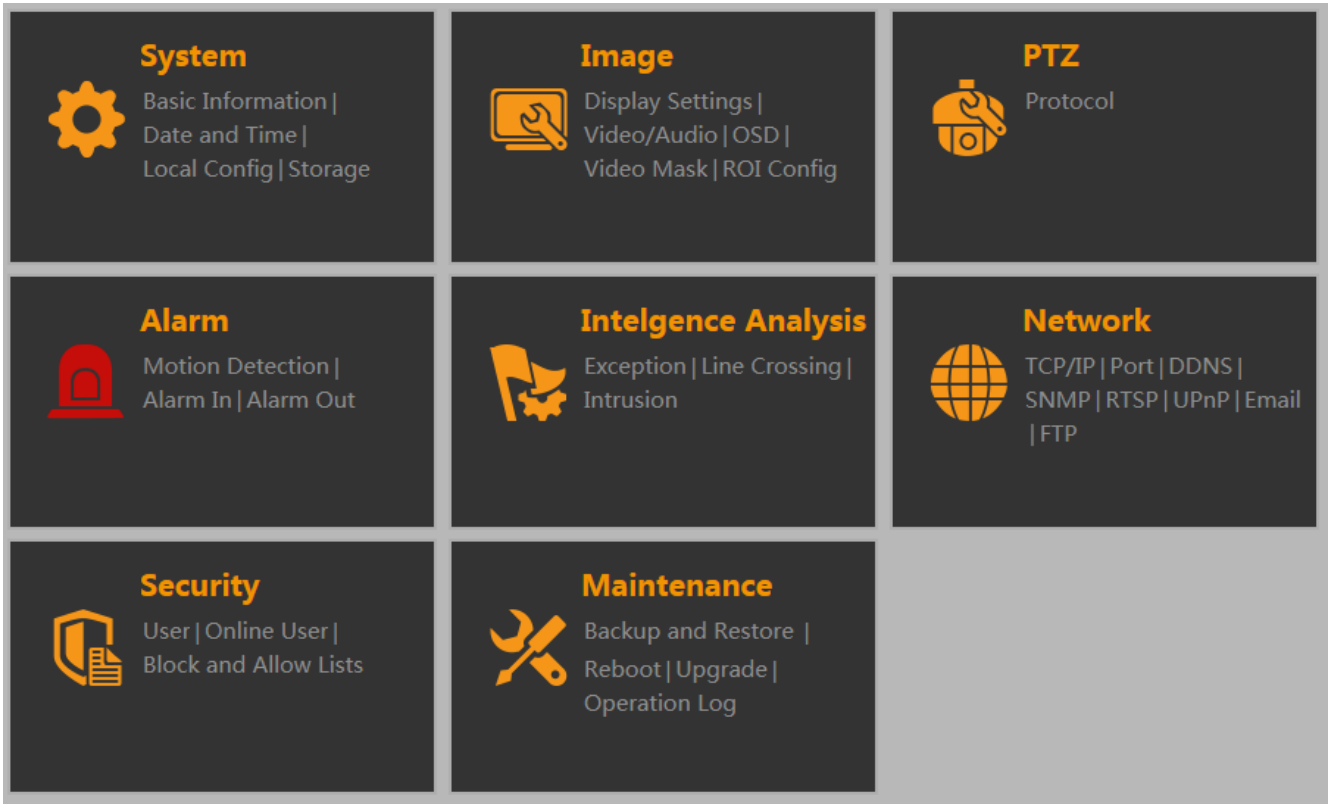 System
Basic Information|
Date and Time|
Local Config|Storage
Image
Display Settings|
Video/Audio|OSD|
Video Mask|ROI Config
PTZ
Protocol
Alarm
Motion Detection|
Alarm In|Alarm Out
Intelgence Analysis
Exception|Line Crossing|
Intrusion
Network
TCP/IP|Port|DDNS|
SNMP|RTSP|UPnP|Email
|FTP
Security
User|Online User|
Block and Allow Lists
Maintenance
Backup and Restore |
Reboot|Upgrade|
Operation Log